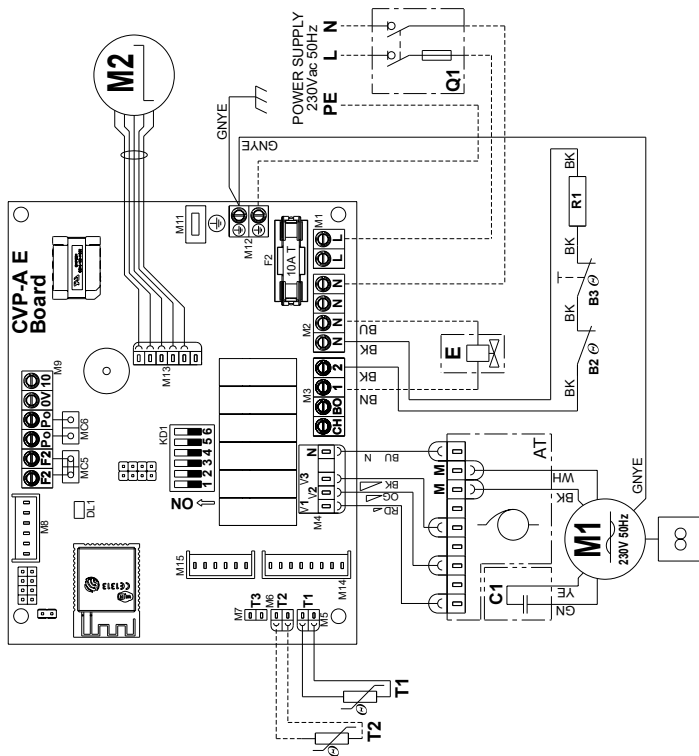 CVP-A E
Board
M2
GNYE
GNYE
POWER SUPPLY
230Vac 50Hz
PE
L
N
Q1
M11
M12
F2
10A T
M1
L
L
N
N
N
N
M2
BU
BK
E
M3
CH
BO
1
2
BN
BK
BK
R1
BK
B3
BK
B2
BK
M9
F2
F2
Po
Po
0V
10
MC5
MC6
M13
M8
DL1
KD1
1 2 3 4 5 6
ON
CE1313
M4
V1
V2
V3
N
RD
OG
BK
BU
N
M15
M14
M7
T3
M6
T2
T1
M5
T1
T2
AT
M
M
WH
BK
GNYE
C1
YE
GN
M1
230V 50Hz